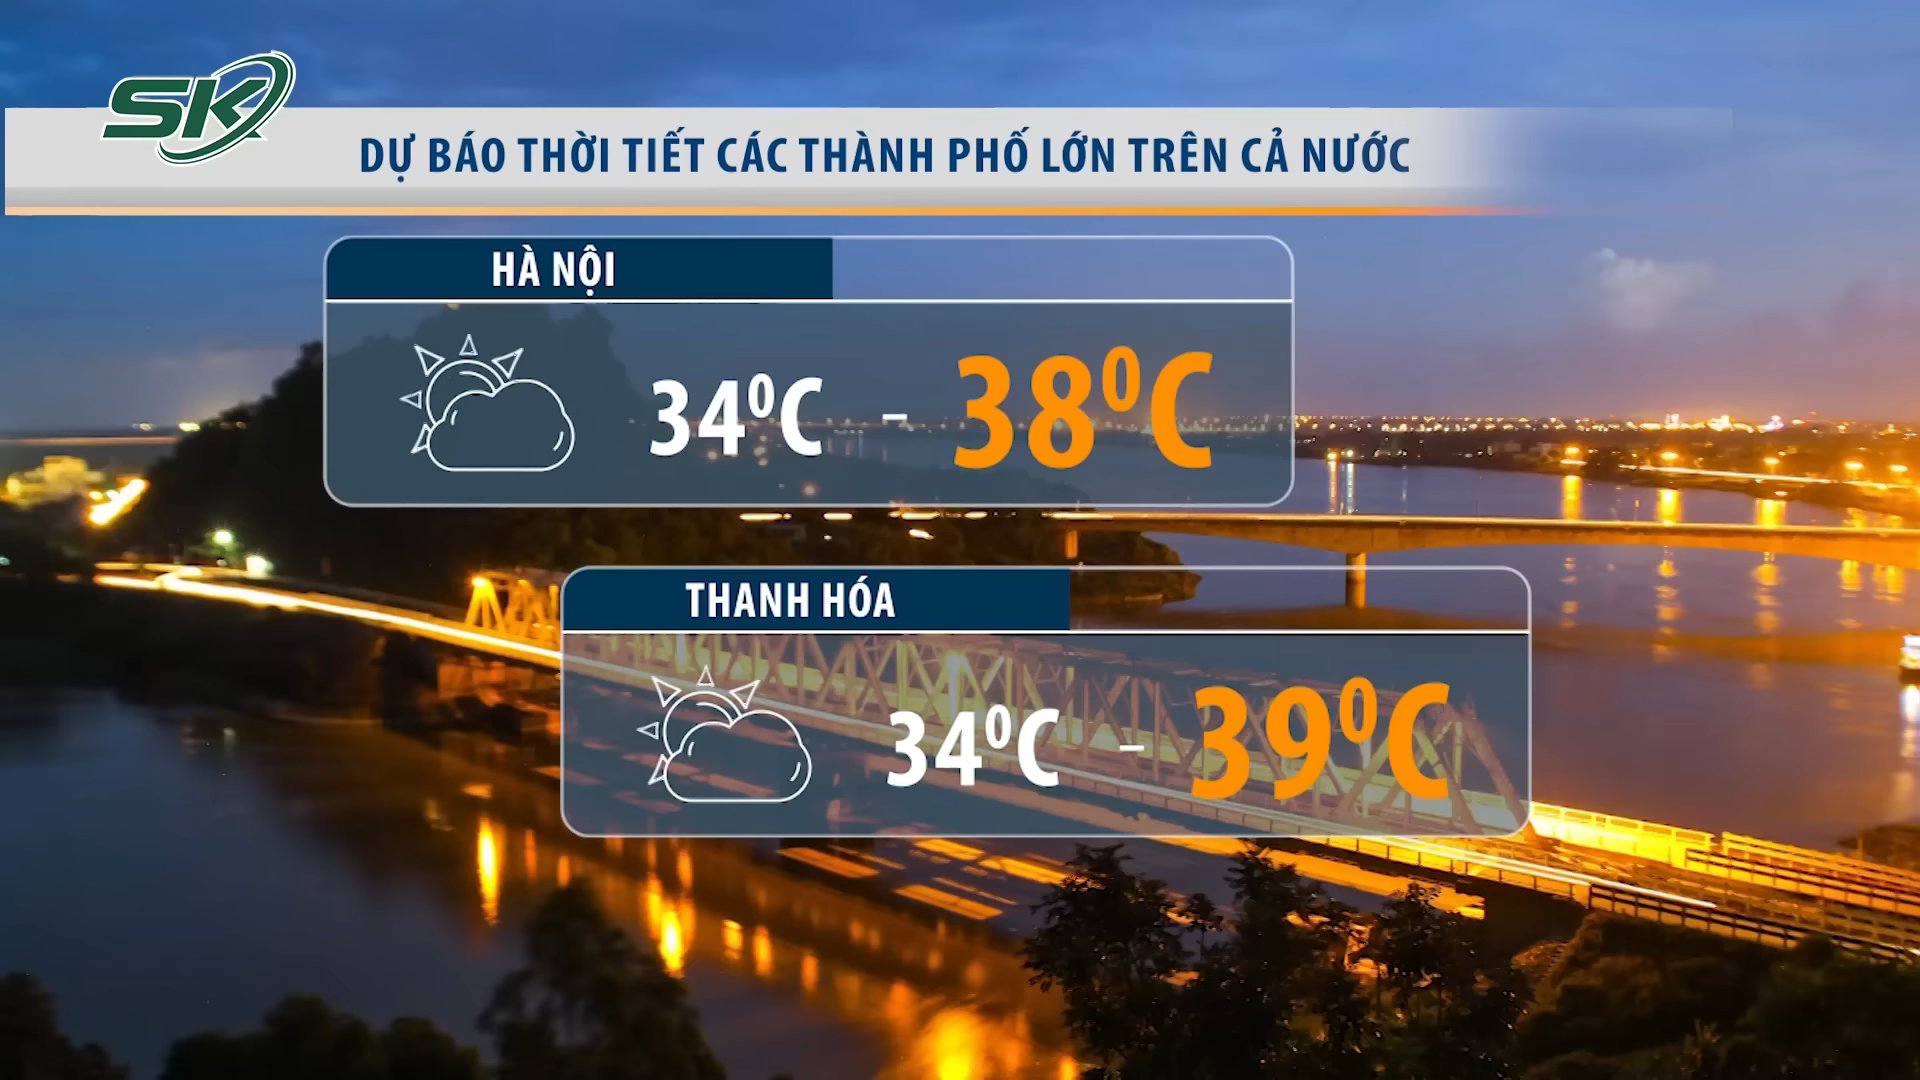 SK
DỰ BÁO THỜI TIẾT CÁC THÀNH PHỐ LỚN TRÊN CẢ NƯỚC
HÀ NỘI
34⁰C - 38⁰C
THANH HÓA
34⁰C - 39⁰C